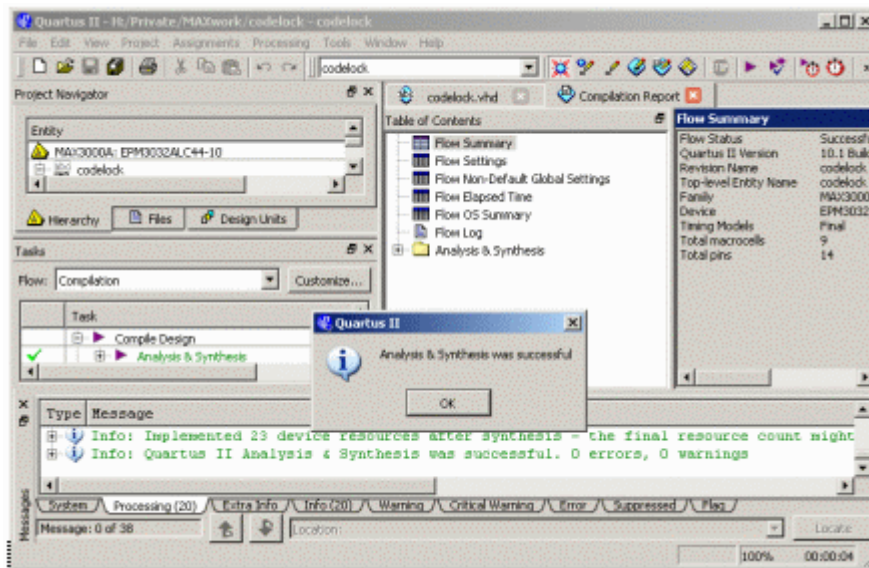 Quartus II - H:/Private/MAXwork/codelock - codelock
File Edit View Project Assignments Processing Tools Window Help
codelock
Project Navigator
Entity
MAX3000A: EPM3032ALC44-10
codelock
Hierarchy Files Design Units
Tasks
Flow: Compilation Customize...
Task
Compile Design
Analysis & Synthesis
codelock.vhd Compilation Report
Table of Contents
Flow Summary
Flow Settings
Flow Non-Default Global Settings
Flow Elapsed Time
Flow OS Summary
Flow Log
Analysis & Synthesis
Flow Summary
Flow Status Successf
Quartus II Version 10.1 Buil
Revision Name codelock
Top-level Entity Name codelock
Family MAX3000
Device EPM3032
Timing Models Final
Total macrocells 9
Total pins 14
Quartus II
Analysis & Synthesis was successful
OK
Type Message
Info: Implemented 23 device resources after synthesis - the final resource count might
Info: Quartus II Analysis & Synthesis was successful. 0 errors, 0 warnings
System Processing (20) Extra Info Info (20) Warning Critical Warning Error Suppressed Flag
Messages
Message: 0 of 38 Location: Locate
100% 00:00:04